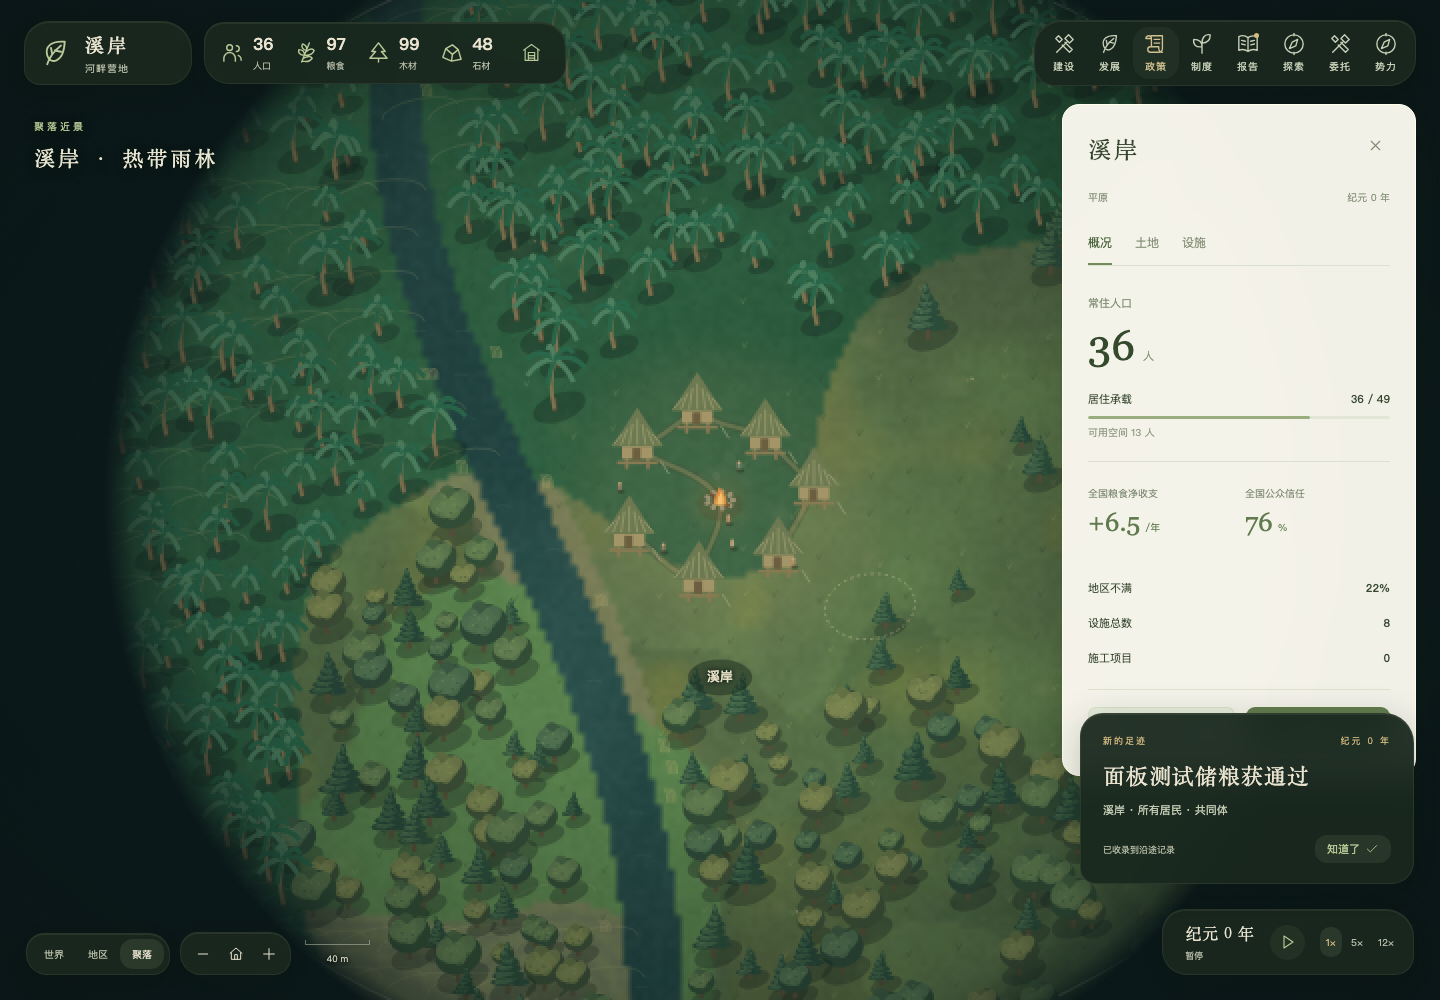 溪岸
河畔营地
36
人口
97
粮食
99
木材
48
石材
建设
发展
政策
制度
报告
探索
委托
势力
聚落近景
溪岸 · 热带雨林
溪岸
平原
纪元 0 年
概况
土地
设施
常住人口
36 人
居住承载
36 / 49
可用空间 13 人
全国粮食净收支
全国公众信任
+6.5 /年
76 %
地区不满
22%
设施总数
8
施工项目
0
溪岸
新的足迹
纪元 0 年
面板测试储粮获通过
溪岸 · 所有居民 · 共同体
已收录到沿途记录
知道了
世界
地区
聚落
40 m
纪元 0 年
暂停
1×
5×
12×